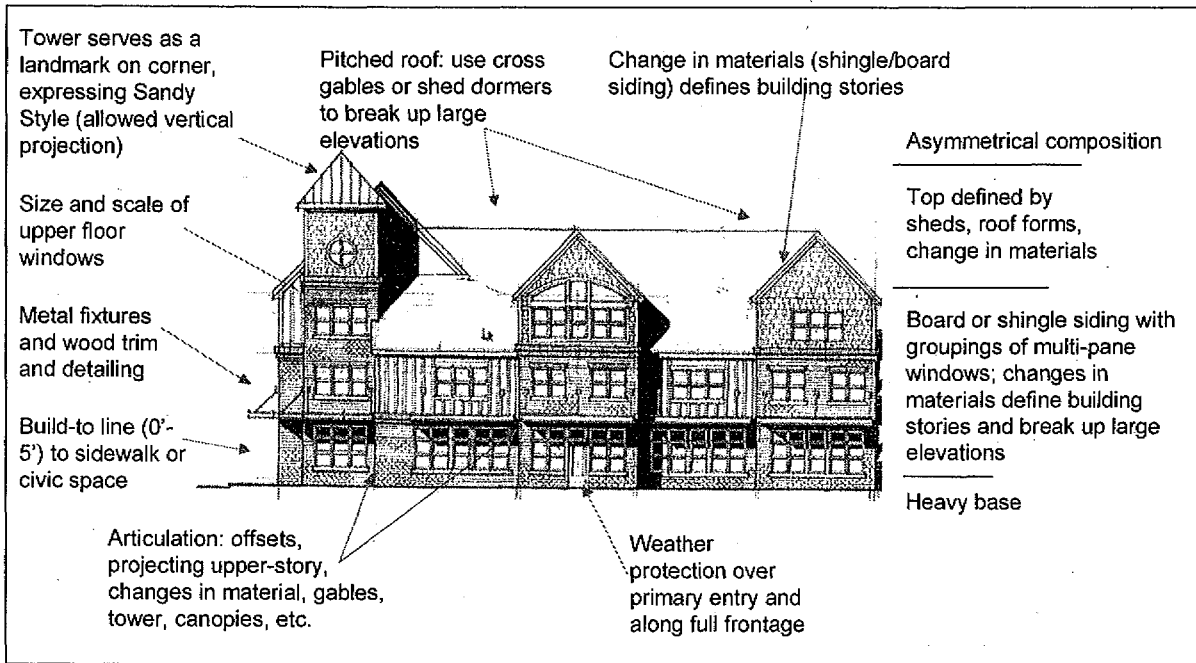 Tower serves as a
landmark on corner,
expressing Sandy
Style (allowed vertical
projection)
Pitched roof: use cross
gables or shed dormers
to break up large
elevations
Change in materials (shingle/board
siding) defines building stories
Size and scale of
upper floor
windows
Metal fixtures
and wood trim
and detailing
Build-to line (0'-
5') to sidewalk or
civic space
Asymmetrical composition
Top defined by
sheds, roof forms,
change in materials
Board or shingle siding with
groupings of multi-pane
windows; changes in
materials define building
stories and break up large
elevations
Heavy base
Articulation: offsets,
projecting upper-story,
changes in material, gables,
tower, canopies, etc.
Weather
protection over
primary entry and
along full frontage